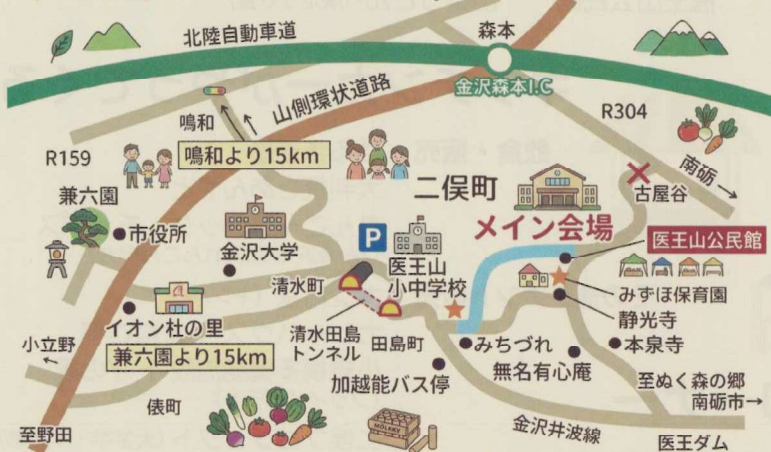 北陸自動車道
森本
金沢森本I.C
山側環状道路
鳴和
R304
R159
鳴和より15km
南砺
兼六園
二俣町
古屋谷
市役所
メイン会場
金沢大学
P
医王山公民館
清水町
医王山
小中学校
みずほ保育園
イオン杜の里
静光寺
小立野
清水田島
トンネル
田島町
みちづれ
本泉寺
兼六園より15km
無名有心庵
加越能バス停
至ぬく森の郷
南砺市
俵町
MÖLKKY
金沢井波線
至野田
医王ダム